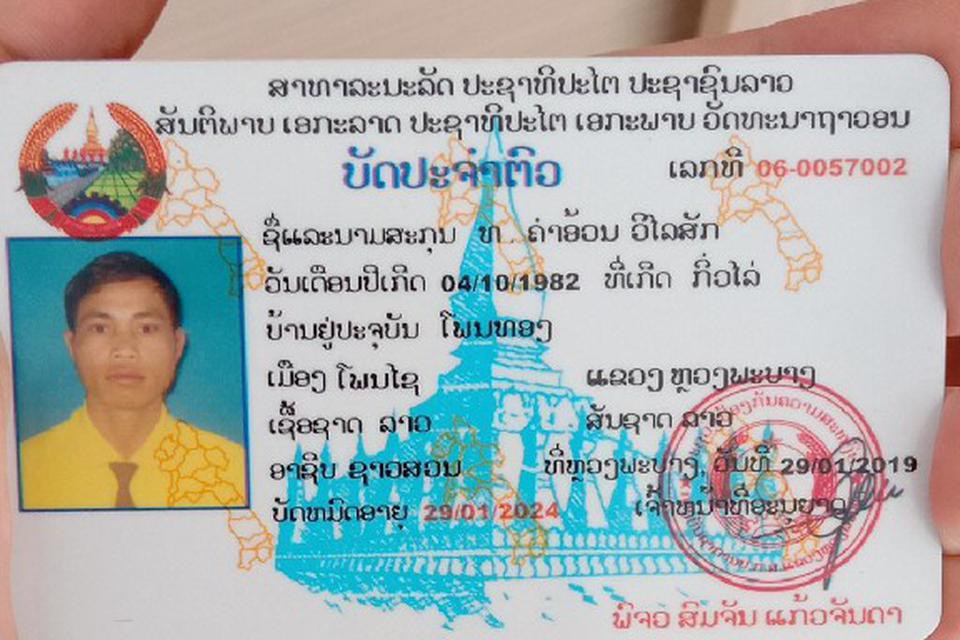 ສາທາລະນະລັດ ປະຊາທິປະໄຕ ປະຊາຊົນລາວ
ສັນຕິພາບ ເອກະລາດ ປະຊາທິປະໄຕ ເອກະພາບ ວັດທະນາຖາວອນ
ບັດປະຈຳຕົວ ເລກທີ 06-0057002
ຊື່ແລະນາມສະກຸນ ທ ຄຳອ້ວນ ວິໄລສັກ
ວັນເດືອນປີເກີດ 04/10/1982 ທີ່ເກີດ ກິ່ວໄລ່
ບ້ານຢູ່ປະຈຸບັນ ໂພນທອງ
ເມືອງ ໂພນໄຊ ແຂວງ ຫຼວງພະບາງ
ເຊື້ອຊາດ ລາວ ສັນຊາດ ລາວ
ອາຊີບ ຊາວສວນ ທີ່ຫຼວງພະບາງ, ວັນທີ 29/01/2019
ບັດຫມົດອາຍຸ 29/01/2024 ເຈົ້າຫນ້າທີ່ອະນຸຍາດ
ພົຈວ ສົມຈັນ ແກ້ວຈັນດາ